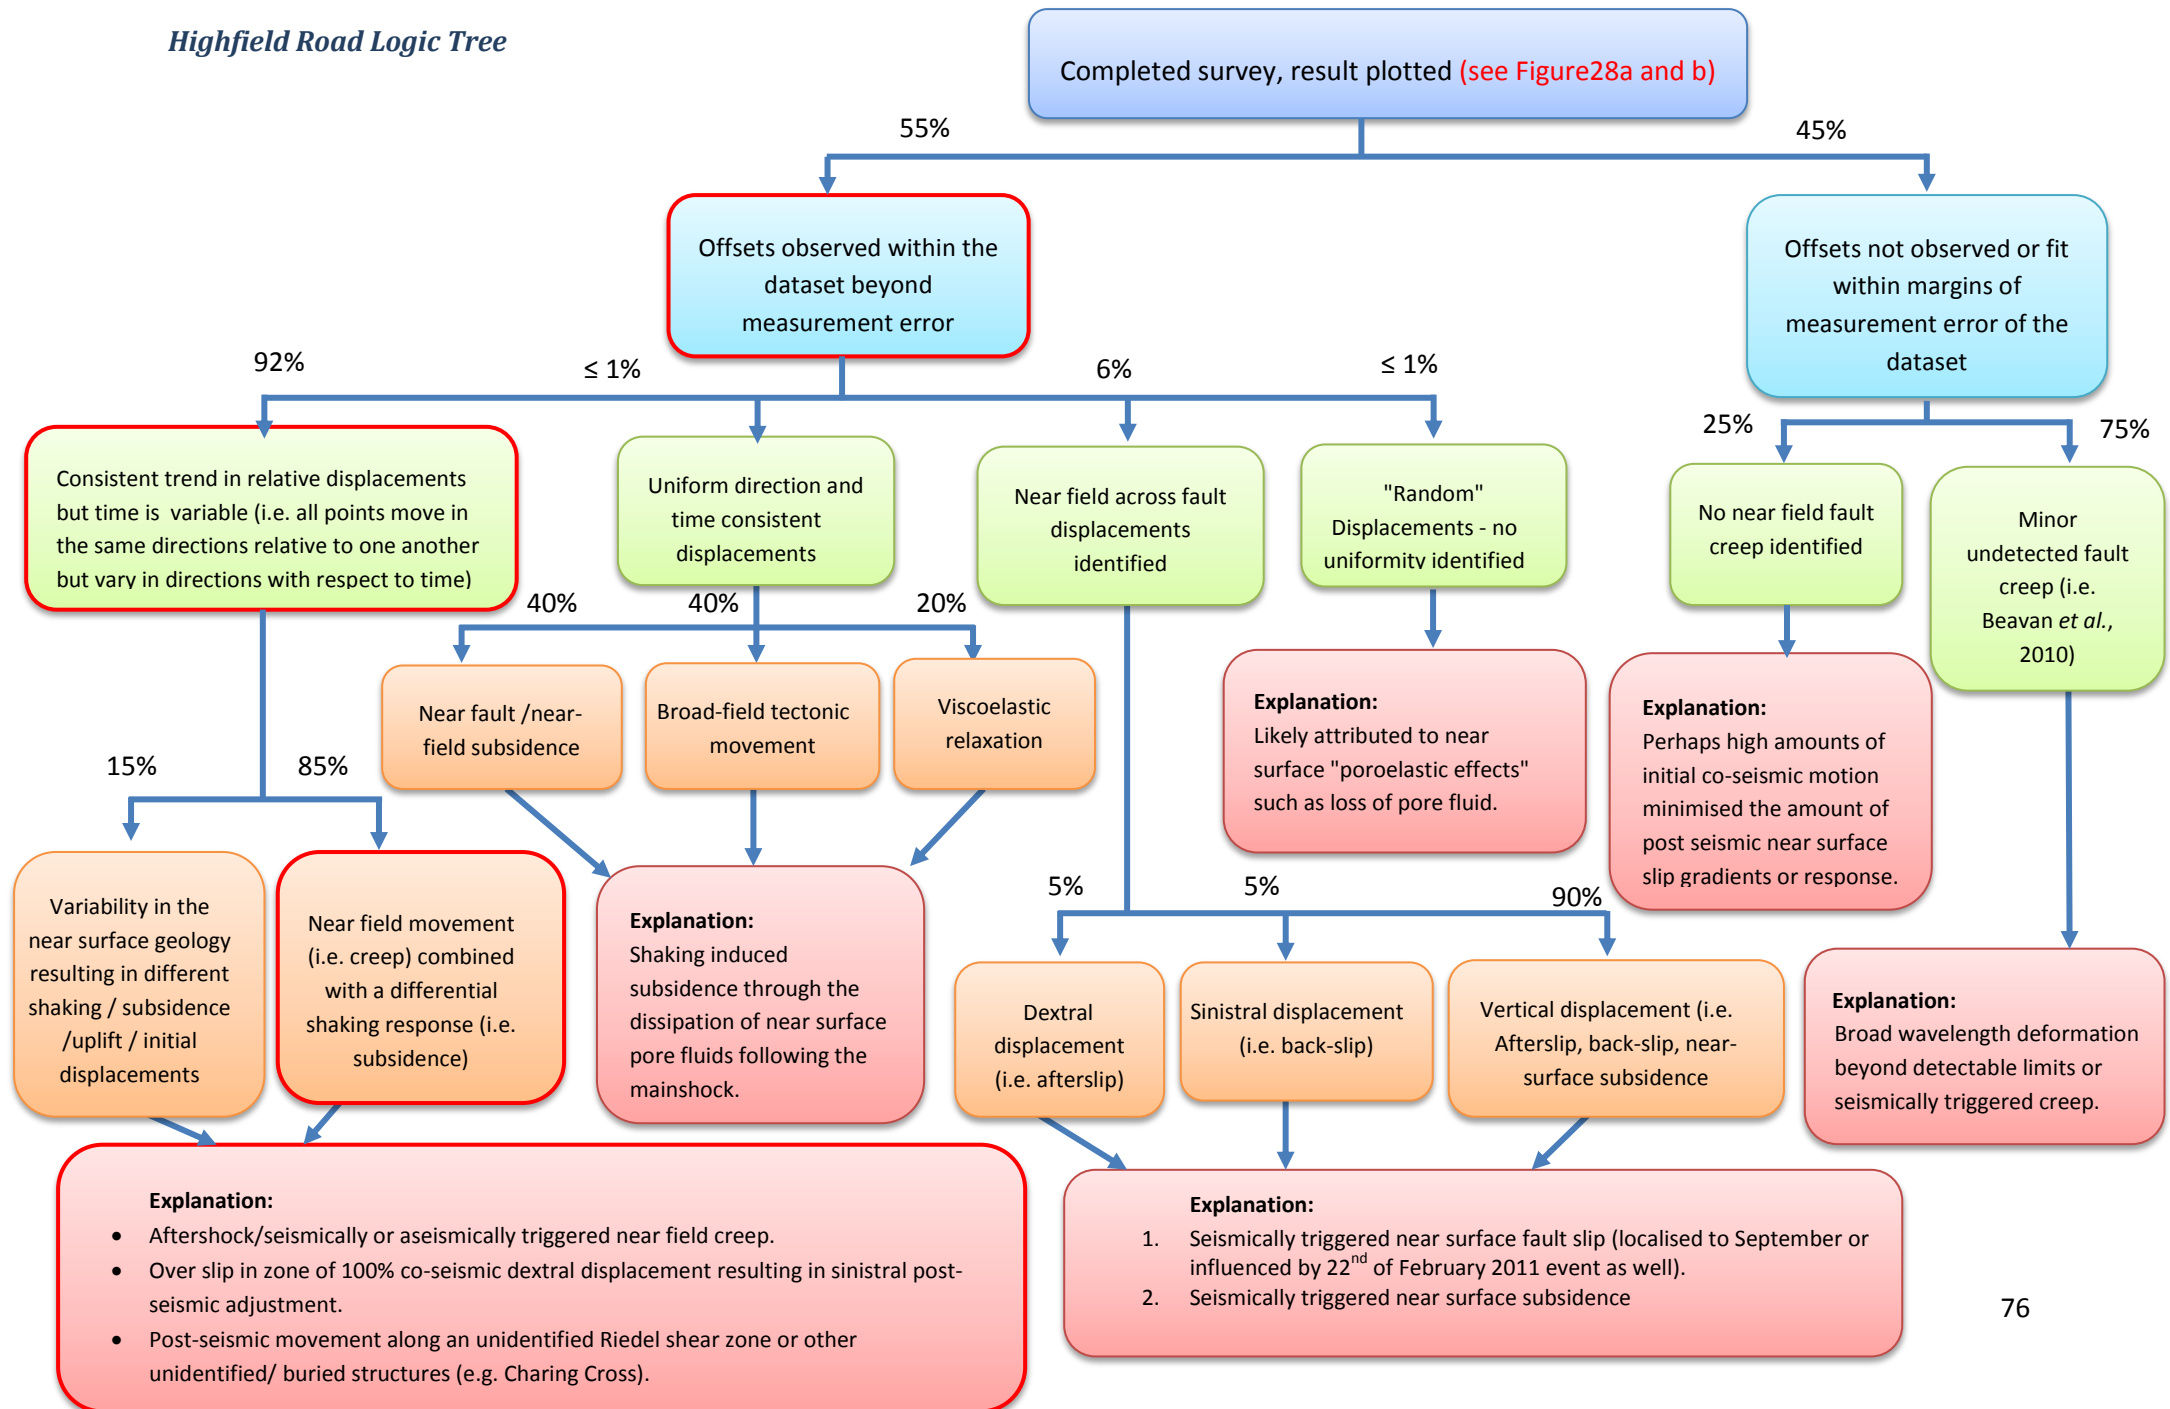 Highfield Road Logic Tree
Completed survey, result plotted (see Figure28a and b)
55%
45%
Offsets observed within the
dataset beyond
measurement error
Offsets not observed or fit
within margins of
measurement error of the
dataset
92%
≤ 1%
6%
≤ 1%
25%
75%
Consistent trend in relative displacements
but time is variable (i.e. all points move in
the same directions relative to one another
but vary in directions with respect to time)
Uniform direction and
time consistent
displacements
Near field across fault
displacements
identified
"Random"
Displacements - no
uniformity identified
No near field fault
creep identified
Minor
undetected fault
creep (i.e.
Beavan et al.,
2010)
40%
40%
20%
Near fault /near-
field subsidence
Broad-field tectonic
movement
Viscoelastic
relaxation
Explanation:
Likely attributed to near
surface "poroelastic effects"
such as loss of pore fluid.
Explanation:
Perhaps high amounts of
initial co-seismic motion
minimised the amount of
post seismic near surface
slip gradients or response.
15%
85%
Variability in the
near surface geology
resulting in different
shaking / subsidence
/uplift / initial
displacements
Near field movement
(i.e. creep) combined
with a differential
shaking response (i.e.
subsidence)
Explanation:
Shaking induced
subsidence through the
dissipation of near surface
pore fluids following the
mainshock.
5%
5%
90%
Dextral
displacement
(i.e. afterslip)
Sinistral displacement
(i.e. back-slip)
Vertical displacement (i.e.
Afterslip, back-slip, near-
surface subsidence
Explanation:
Broad wavelength deformation
beyond detectable limits or
seismically triggered creep.
Explanation:
• Aftershock/seismically or aseismically triggered near field creep.
• Over slip in zone of 100% co-seismic dextral displacement resulting in sinistral post-
seismic adjustment.
• Post-seismic movement along an unidentified Riedel shear zone or other
unidentified/ buried structures (e.g. Charing Cross).
Explanation:
1. Seismically triggered near surface fault slip (localised to September or
influenced by 22nd of February 2011 event as well).
2. Seismically triggered near surface subsidence
76